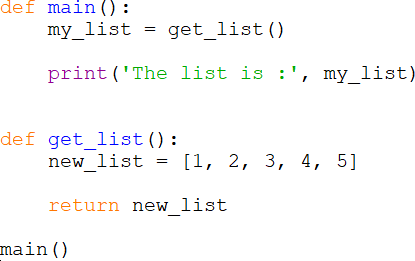 def main():
    my_list = get_list()
    print('The list is :', my_list)
def get_list():
    new_list = [1, 2, 3, 4, 5]
    return new_list
main()